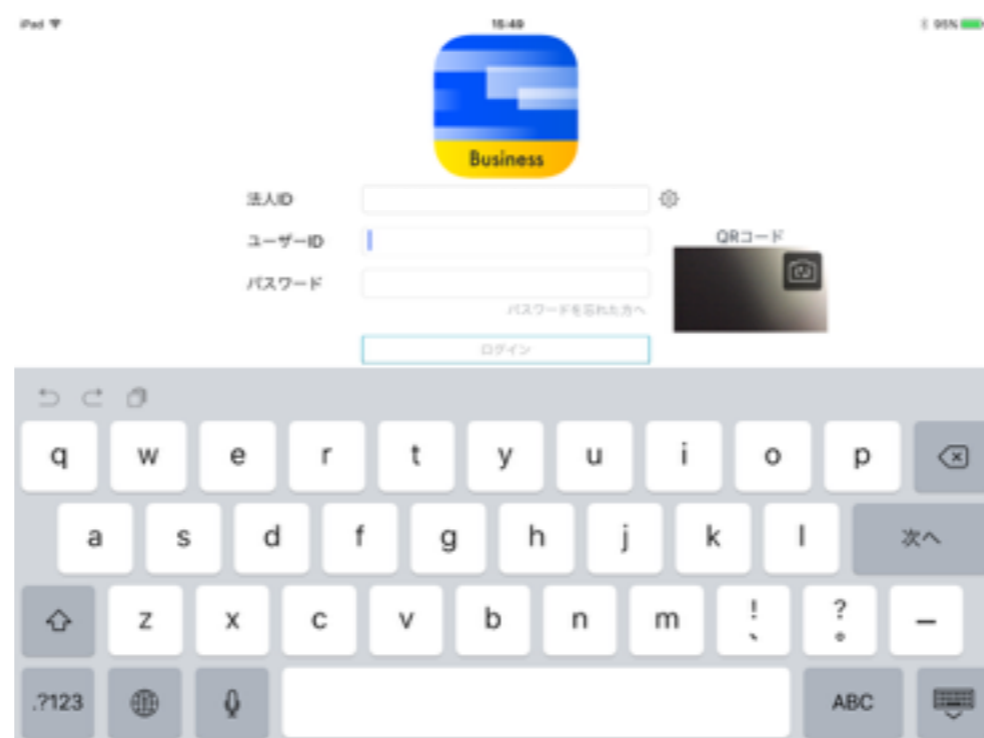 iPad 15:49 95%
Business
法人ID
ユーザーID
QRコード
パスワード
パスワードを忘れた方へ
ログイン
q w e r t y u i o p
a s d f g h j k l 次へ
z x c v b n m ! 、 ? 。 ー
.?123 ABC